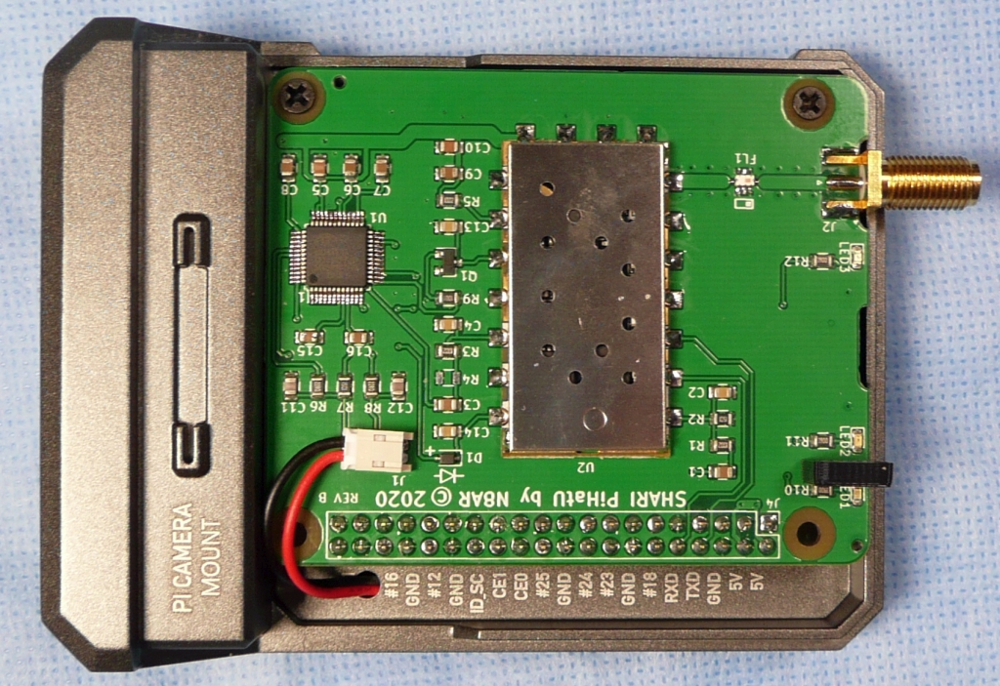 PI CAMERA
MOUNT
C10
C9
R5
C13
Q1
R9
C4
R3
R4
C3
C14
D1
C8
C5
C6
C7
U1
1
C15
C16
C11
R6
R7
R8
C12
J1
FL1
J2
LED3
R12
C2
R2
R1
C1
LED2
R11
R10
U2
SHARI PiHatU by N8AR © 2020
REV B
J4
#16
GND
#12
GND
ID_SC
CE1
CE0
#25
GND
#24
#23
GND
#18
RXD
TXD
GND
5V
5V